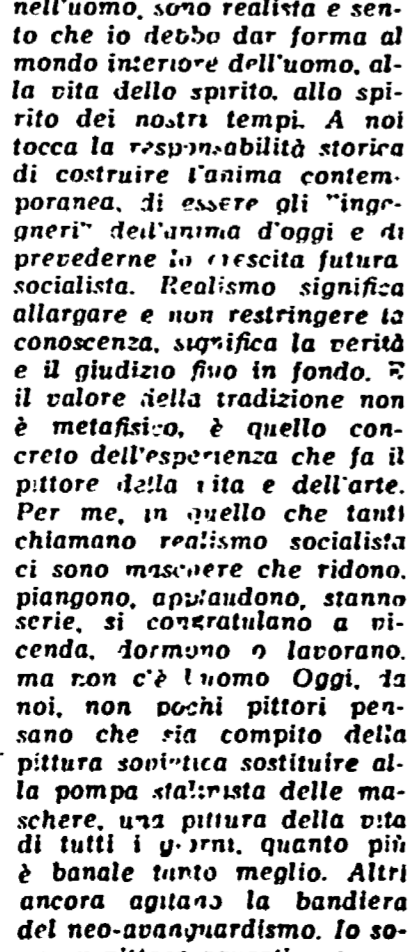 nell'uomo, sono realista e sen-
to che io debbo dar forma al
mondo interiore dell'uomo, al-
la vita dello spirito, allo spi-
rito dei nostri tempi. A noi
tocca la responsabilità storica
di costruire l'anima contem-
poranea, di essere gli "inge-
gneri" dell'anima d'oggi e di
prevederne la crescita futura
socialista. Realismo significa
allargare e non restringere la
conoscenza, significa la verità
e il giudizio fino in fondo. E
il valore della tradizione non
è metafisico, è quello con-
creto dell'esperienza che fa il
pittore della vita e dell'arte.
Per me, in quello che tanti
chiamano realismo socialista
ci sono maschere che ridono,
piangono, applaudono, stanno
serie, si congratulano a vi-
cenda, dormono o lavorano,
ma non c'è l'uomo Oggi, da
noi, non pochi pittori pen-
sano che sia compito della
pittura sovietica sostituire al-
la pompa stalinista delle ma-
schere, una pittura della vita
di tutti i giorni, quanto più
è banale tanto meglio. Altri
ancora agitano la bandiera
del neo-avanguardismo. Io so-